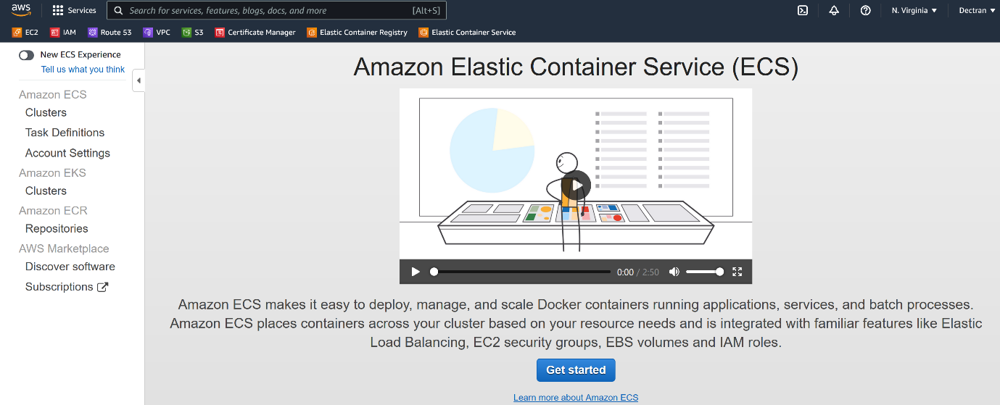 aws
Services
Search for services, features, blogs, docs, and more
[Alt+S]
N. Virginia
Dectran
EC2
IAM
Route 53
VPC
S3
Certificate Manager
Elastic Container Registry
Elastic Container Service
New ECS Experience
Tell us what you think
Amazon ECS
Clusters
Task Definitions
Account Settings
Amazon EKS
Clusters
Amazon ECR
Repositories
AWS Marketplace
Discover software
Subscriptions
Amazon Elastic Container Service (ECS)
0:00 / 2:50
Amazon ECS makes it easy to deploy, manage, and scale Docker containers running applications, services, and batch processes.
Amazon ECS places containers across your cluster based on your resource needs and is integrated with familiar features like Elastic
Load Balancing, EC2 security groups, EBS volumes and IAM roles.
Get started
Learn more about Amazon ECS